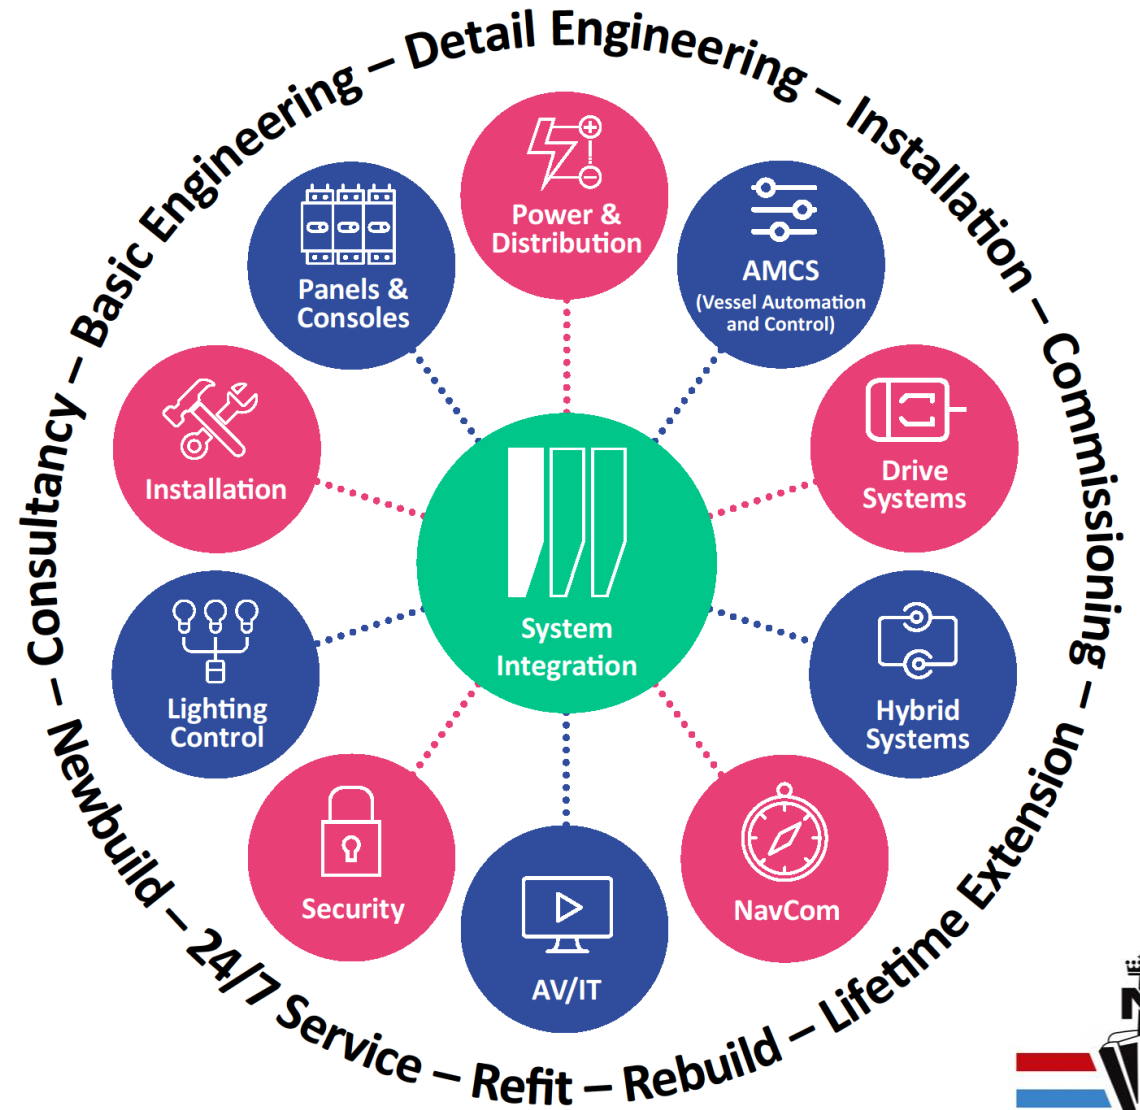 Consultancy – Basic Engineering – Detail Engineering – Installation – Commissioning – Lifetime Extension – Rebuild – Refit – 24/7 Service – Newbuild –
Power &
Distribution
AMCS
(Vessel Automation
and Control)
Drive
Systems
Hybrid
Systems
NavCom
AV/IT
Security
Lighting
Control
Installation
Panels &
Consoles
System
Integration